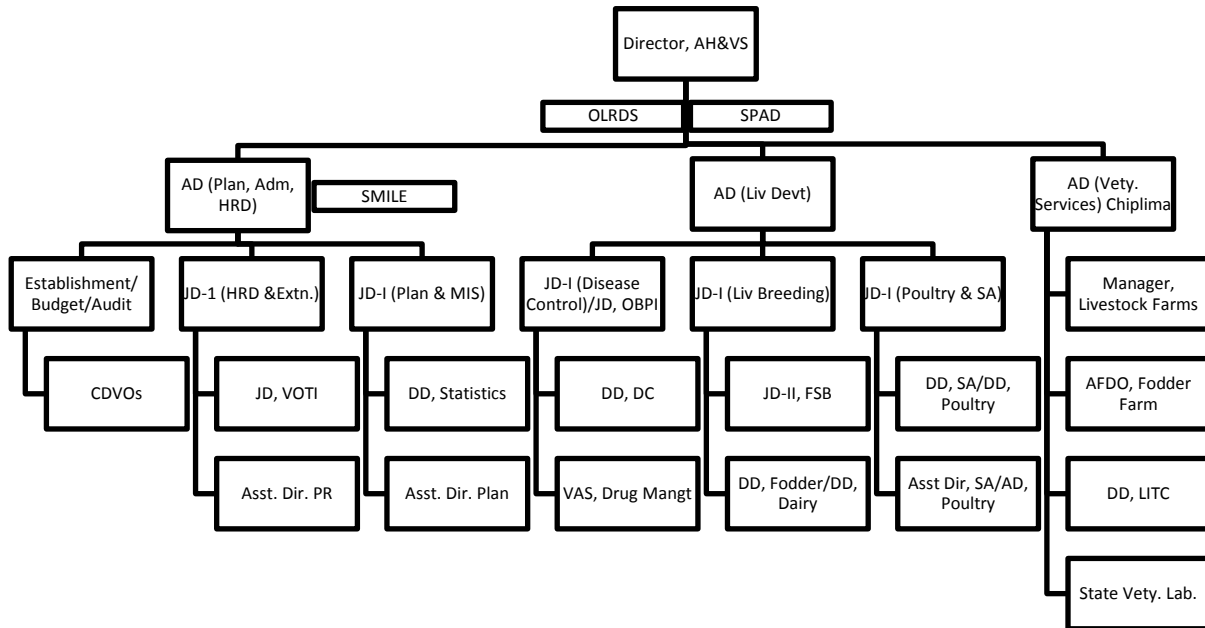 Director, AH&VS
OLRDS
SPAD
AD (Plan, Adm,
HRD)
SMILE
AD (Liv Devt)
AD (Vety.
Services) Chiplima
Establishment/
Budget/Audit
JD-1 (HRD &Extn.)
JD-I (Plan & MIS)
JD-I (Disease
Control)/JD, OBPI
JD-I (Liv Breeding)
JD-I (Poultry & SA)
Manager,
Livestock Farms
CDVOs
JD, VOTI
DD, Statistics
DD, DC
JD-II, FSB
DD, SA/DD,
Poultry
AFDO, Fodder
Farm
Asst. Dir. PR
Asst. Dir. Plan
VAS, Drug Mangt
DD, Fodder/DD,
Dairy
Asst Dir, SA/AD,
Poultry
DD, LITC
State Vety. Lab.